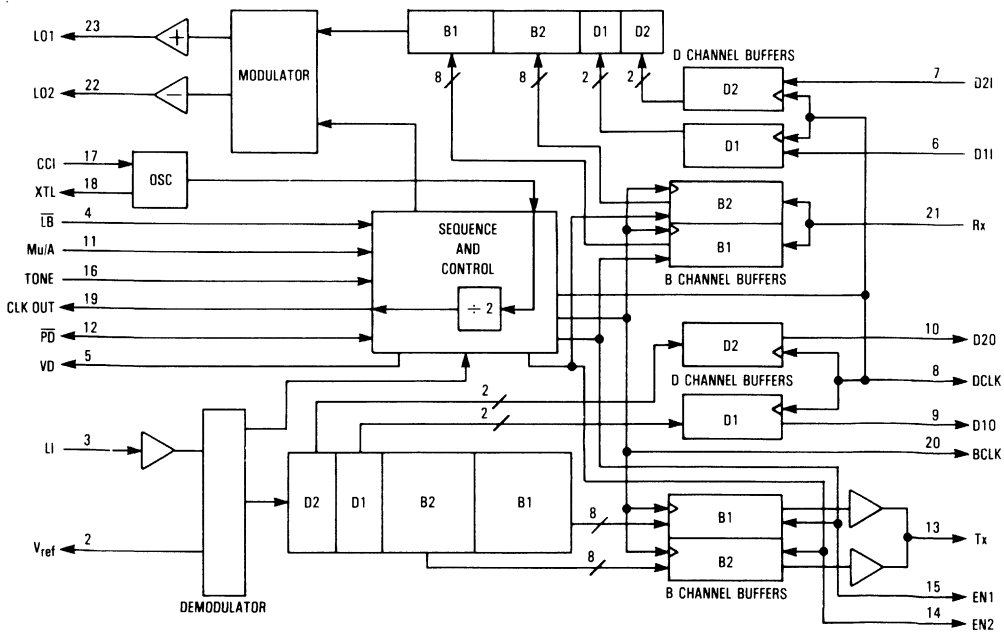 23
LO1
+
MODULATOR
B1
B2
D1
D2
22
LO2
−
8
8
2
2
D CHANNEL BUFFERS
D2
7
D2I
D1
6
D1I
CCI
17
OSC
XTL
18
LB
4
Mu/A
11
TONE
16
CLK OUT
19
PD
12
VD
5
SEQUENCE
AND
CONTROL
÷ 2
B2
B1
21
Rx
B CHANNEL BUFFERS
D2
10
D2O
D CHANNEL BUFFERS
8
DCLK
D1
9
D1O
20
BCLK
2
2
LI
3
D2
D1
B2
B1
8
8
Vref
2
DEMODULATOR
B1
B2
13
Tx
B CHANNEL BUFFERS
15
EN1
14
EN2